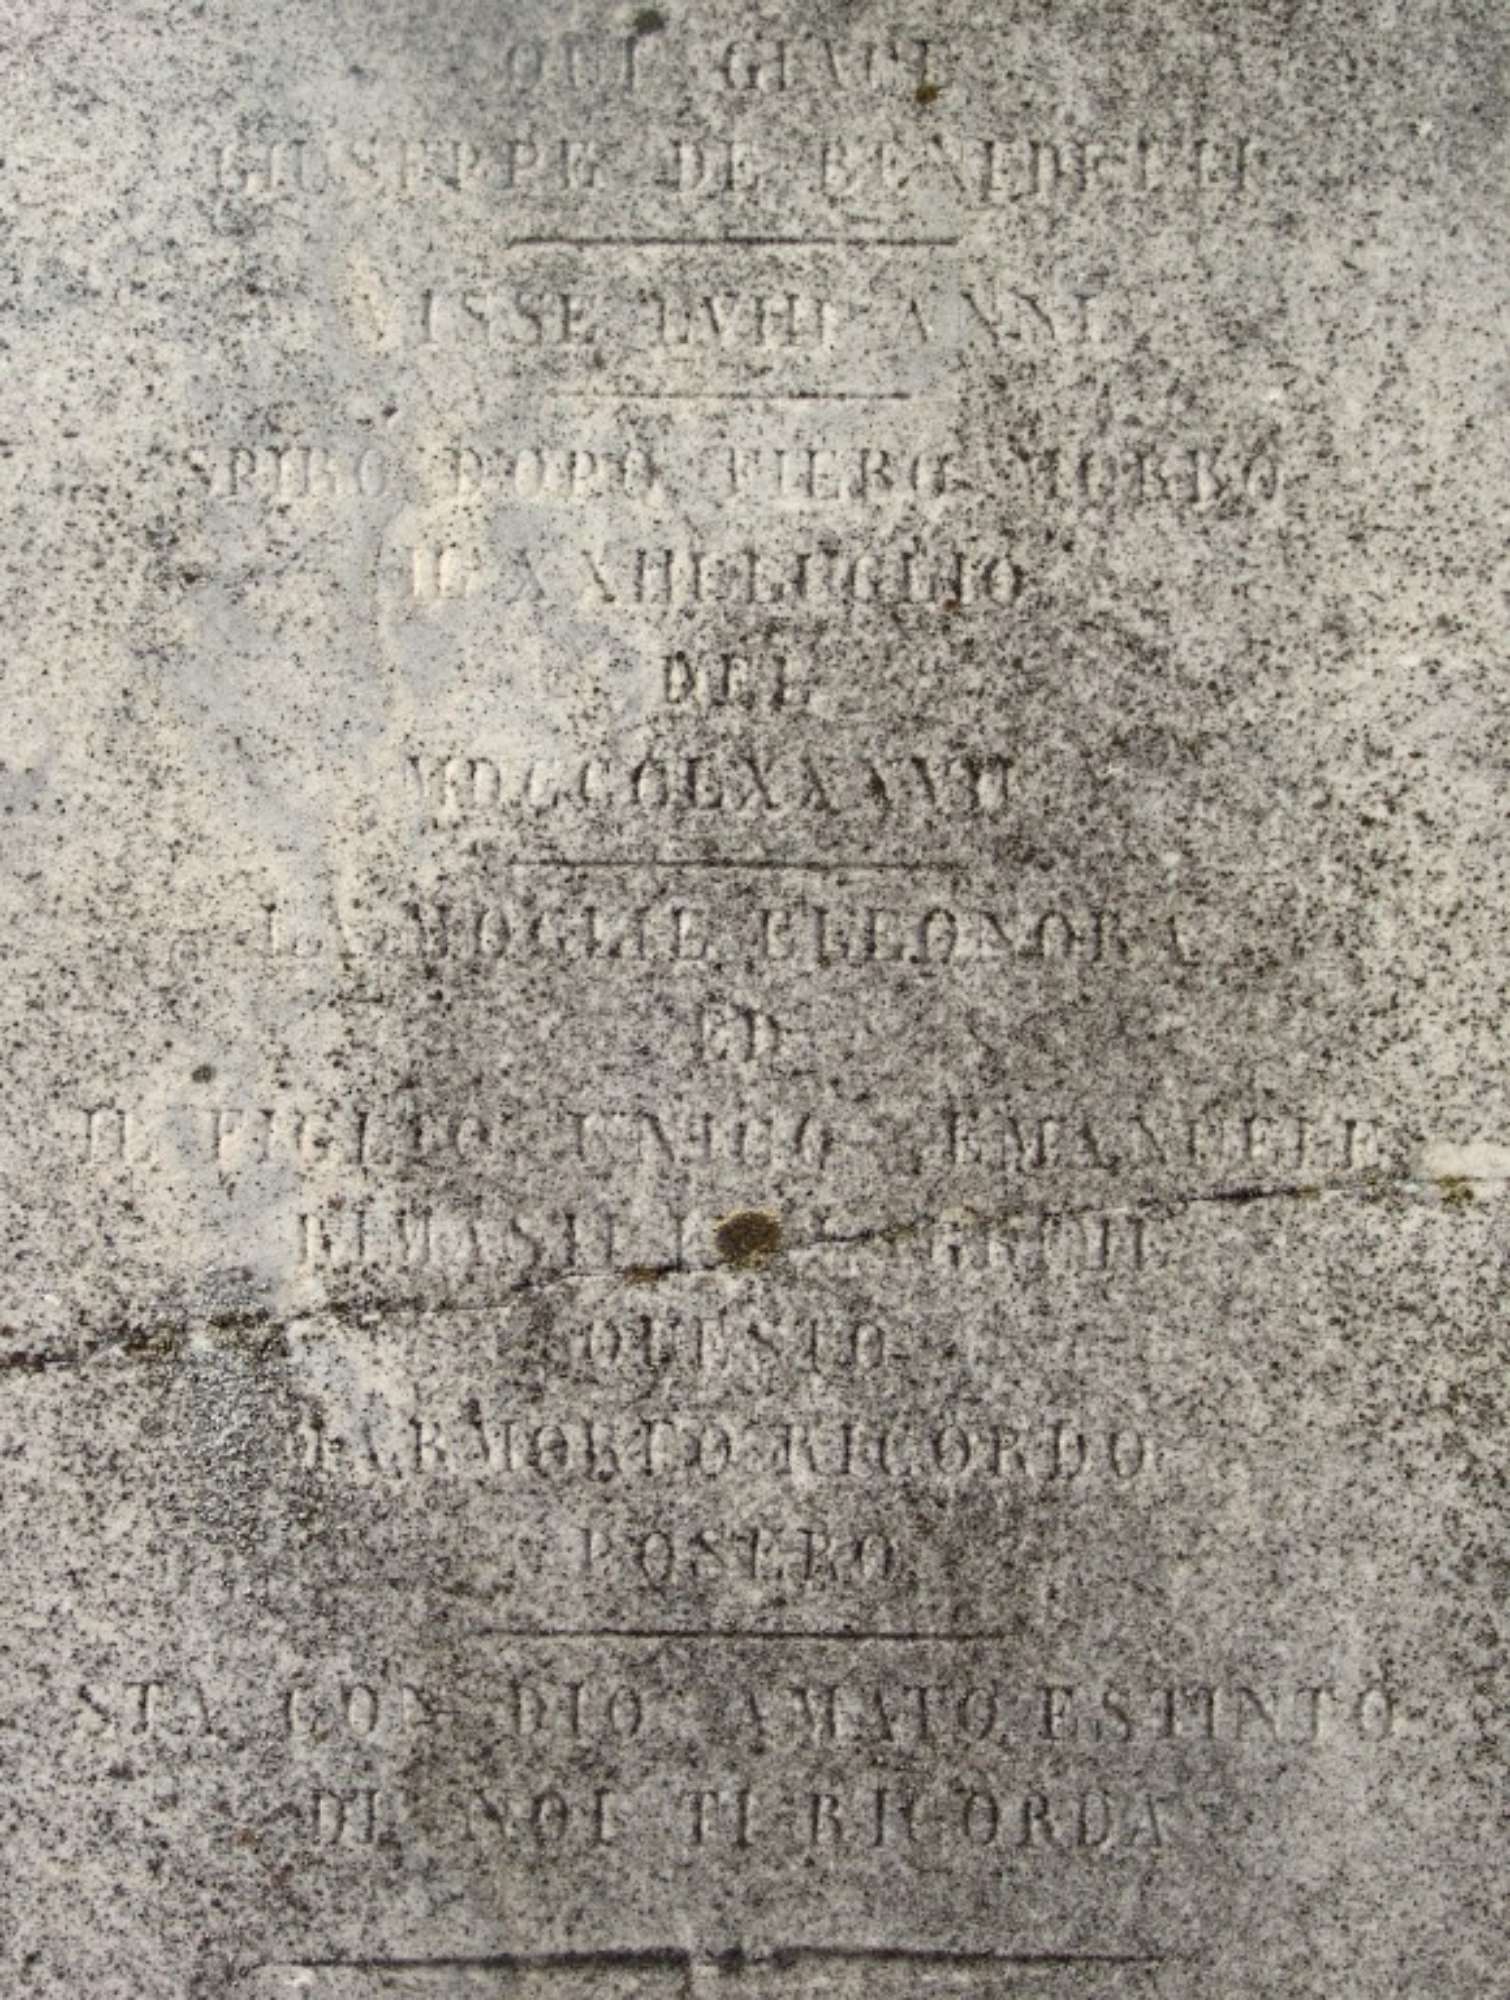 QUI GIACE
GIUSEPPE DE BENEDETTI
VISSE LVIII ANNI
SPIRO DOPO FIERO MORBO
IL XXIII LUGLIO
DEL
MDCCCLXXXVII
LA MOGLIE ELEONORA
ED
IL FIGLIO UNICO EMANUELE
RIMASTI
QUESTO
MARMOREO RICORDO
POSERO
STA CON DIO AMATO ESTINTO
DI NOI TI RICORDA